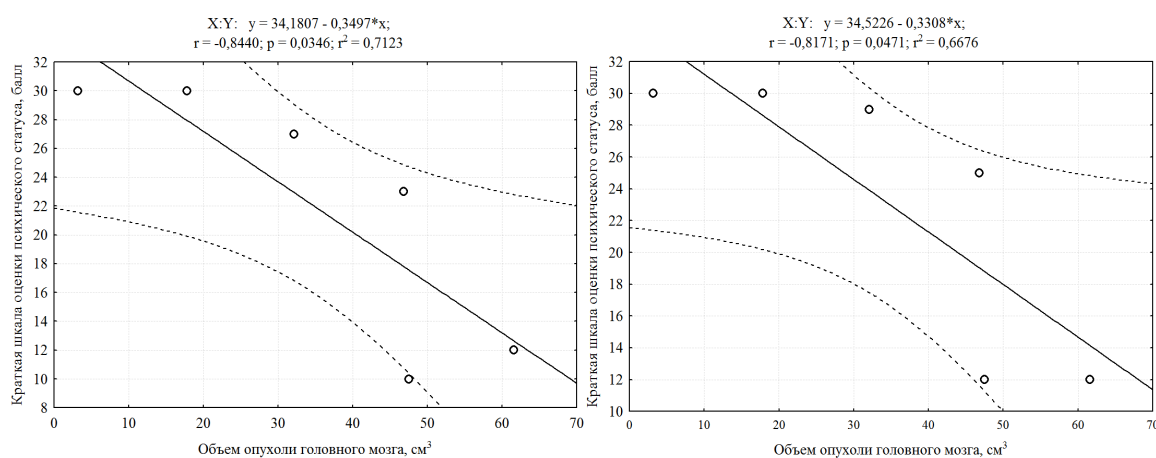 X:Y: y = 34,1807 - 0,3497*x;
r = -0,8440; p = 0,0346; r² = 0,7123
Краткая шкала оценки психического статуса, балл
32
30
28
26
24
22
20
18
16
14
12
10
8
0 10 20 30 40 50 60 70
Объем опухоли головного мозга, см³
X:Y: y = 34,5226 - 0,3308*x;
r = -0,8171; p = 0,0471; r² = 0,6676
Краткая шкала оценки психического статуса, балл
32
30
28
26
24
22
20
18
16
14
12
10
0 10 20 30 40 50 60 70
Объем опухоли головного мозга, см³